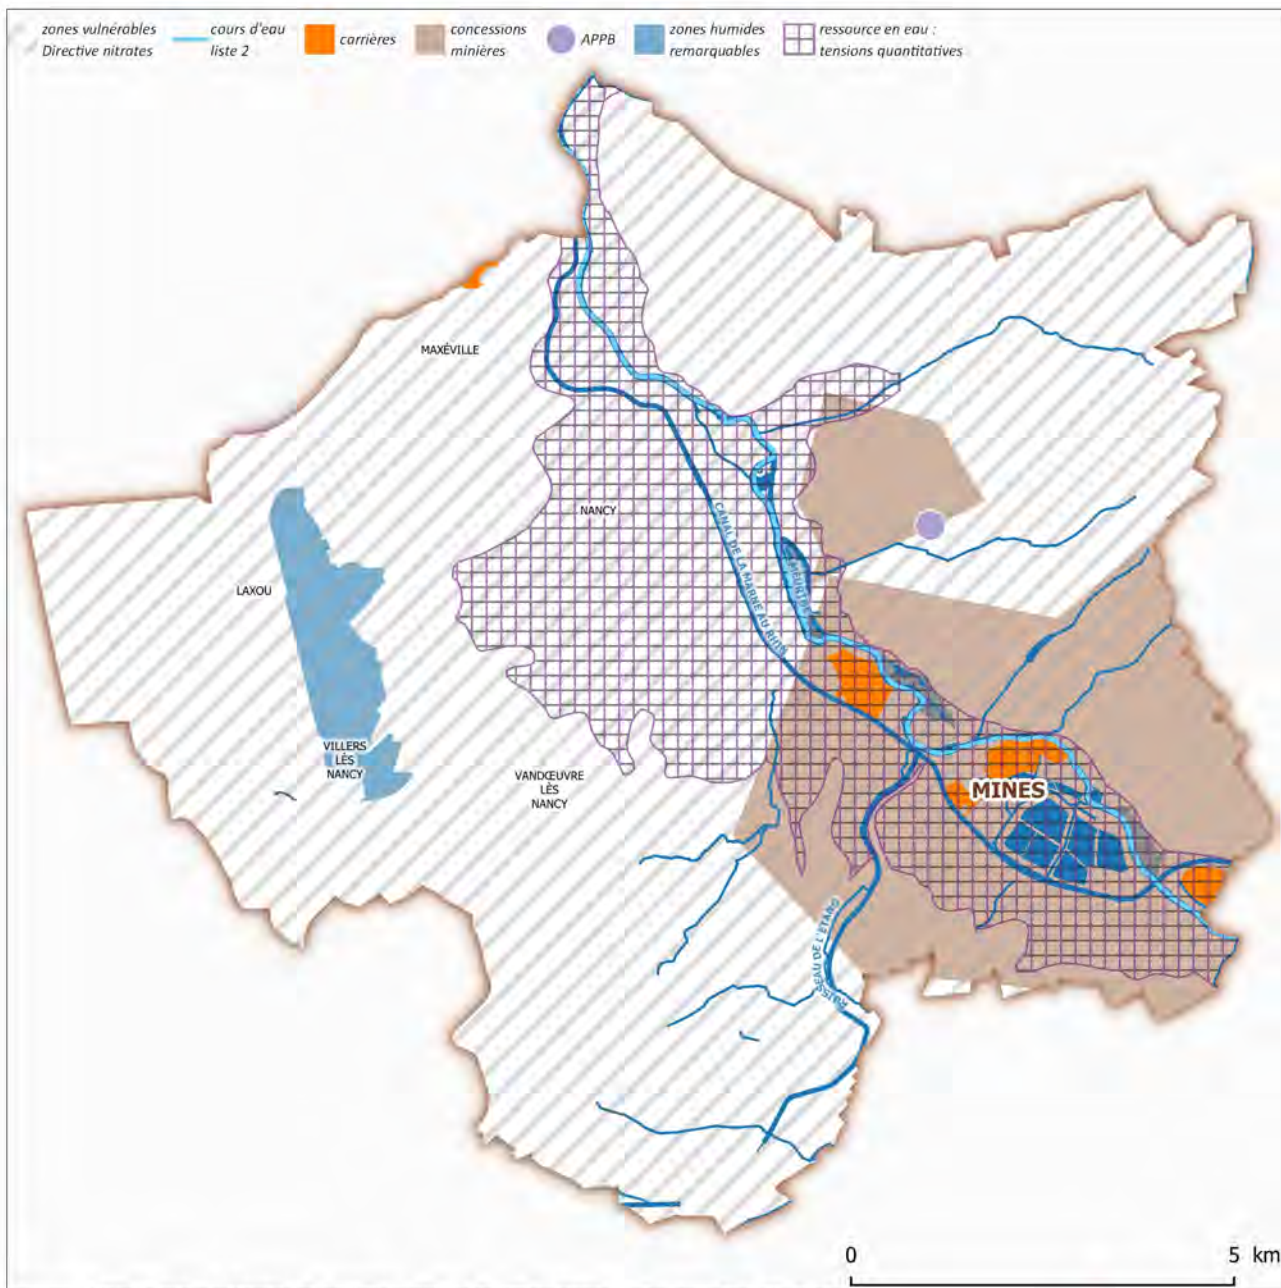 zones vulnérables
Directive nitrates
cours d'eau
liste 2
carrières
concessions
minières
APPB
zones humides
remarquables
ressource en eau :
tensions quantitatives
MAXÉVILLE
NANCY
CANAL DE LA MARNE AU RHIN
MEURTHE
LAXOU
VILLERS
LÈS
NANCY
VANDŒUVRE
LÈS
NANCY
MINES
RUISSEAU DE L'ETANG
0
5 km